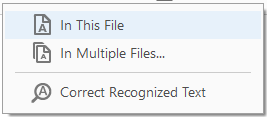 In This File
In Multiple Files...
Correct Recognized Text